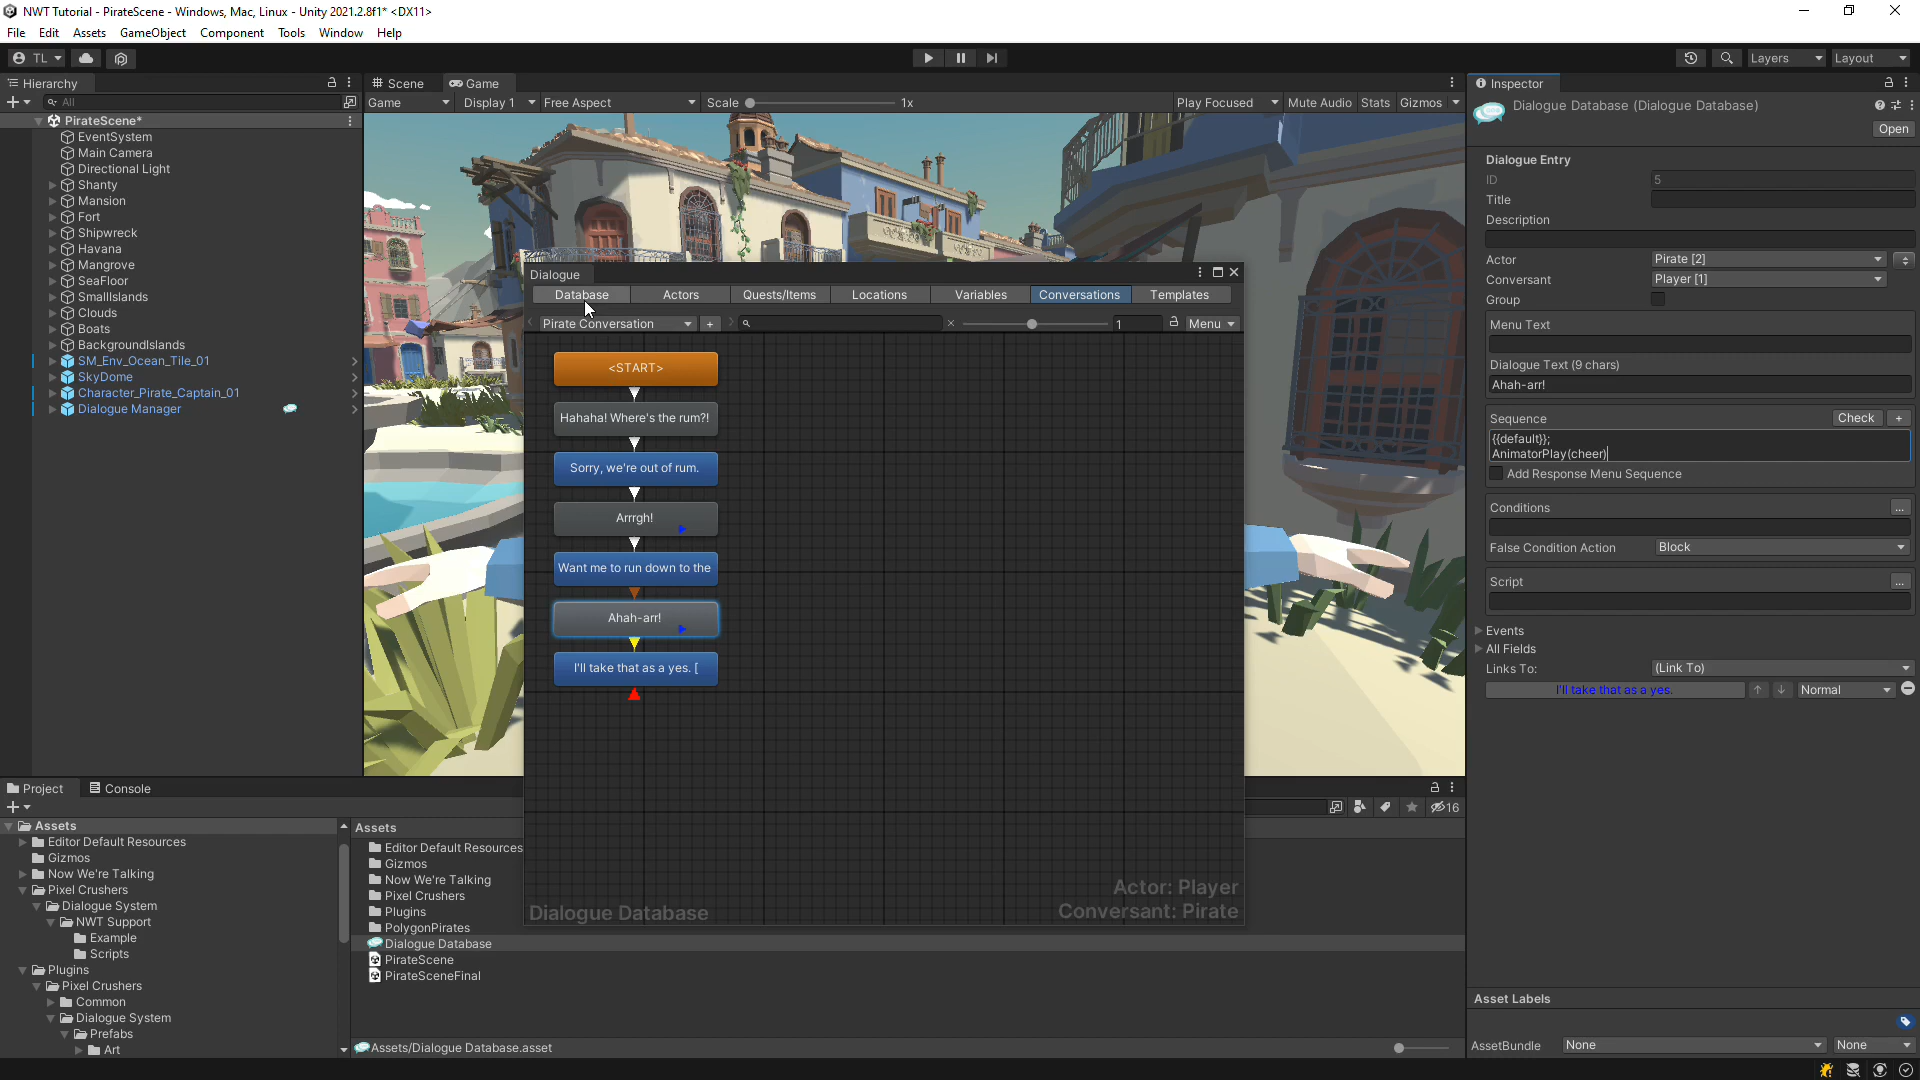 NWT Tutorial - PirateScene - Windows, Mac, Linux - Unity 2021.2.8f1* <DX11>
File Edit Assets GameObject Component Tools Window Help
TL Layers Layout
Hierarchy
All
PirateScene*
EventSystem
Main Camera
Directional Light
Shanty
Mansion
Fort
Shipwreck
Havana
Mangrove
SeaFloor
SmallIslands
Clouds
Boats
BackgroundIslands
SM_Env_Ocean_Tile_01
SkyDome
Character_Pirate_Captain_01
Dialogue Manager
Scene Game
Game Display 1 Free Aspect Scale 1x Play Focused Mute Audio Stats Gizmos
Dialogue
Database Actors Quests/Items Locations Variables Conversations Templates
Pirate Conversation + 1 Menu
<START>
Hahaha! Where's the rum?!
Sorry, we're out of rum.
Arrrgh!
Want me to run down to the
Ahah-arr!
I'll take that as a yes. [
Actor: Player
Dialogue Database Conversant: Pirate
Inspector
Dialogue Database (Dialogue Database)
Open
Dialogue Entry
ID 5
Title
Description
Actor Pirate [2]
Conversant Player [1]
Group
Menu Text
Dialogue Text (9 chars)
Ahah-arr!
Sequence Check +
{{default}};
AnimatorPlay(cheer)
Add Response Menu Sequence
Conditions ...
False Condition Action Block
Script ...
Events
All Fields
Links To: (Link To)
I'll take that as a yes. Normal
Asset Labels
AssetBundle None None
Project Console
16
Assets
Editor Default Resources
Gizmos
Now We're Talking
Pixel Crushers
Dialogue System
NWT Support
Example
Scripts
Plugins
Pixel Crushers
Common
Dialogue System
Prefabs
Art
Assets
Editor Default Resources
Gizmos
Now We're Talking
Pixel Crushers
Plugins
PolygonPirates
Dialogue Database
PirateScene
PirateSceneFinal
Assets/Dialogue Database.asset